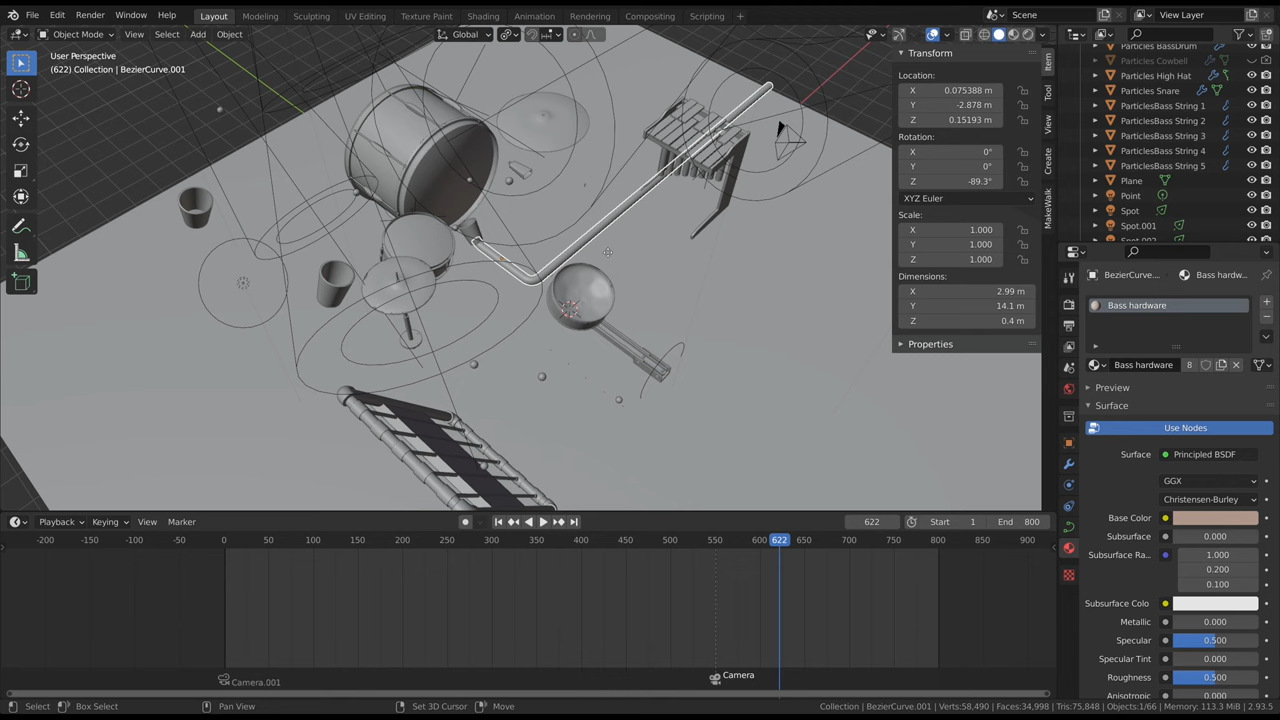 File Edit Render Window Help Layout Modeling Sculpting UV Editing Texture Paint Shading Animation Rendering Compositing Scripting + Scene View Layer
Object Mode View Select Add Object Global
User Perspective
(622) Collection | BezierCurve.001
Transform
Location:
X 0.075388 m
Y -2.878 m
Z 0.15193 m
Rotation:
X 0°
Y 0°
Z -89.3°
XYZ Euler
Scale:
X 1.000
Y 1.000
Z 1.000
Dimensions:
X 2.99 m
Y 14.1 m
Z 0.4 m
Properties
Item
Tool
View
Create
MakeWalk
Particles BassDrum
Particles Cowbell
Particles High Hat
Particles Snare
ParticlesBass String 1
ParticlesBass String 2
ParticlesBass String 3
ParticlesBass String 4
ParticlesBass String 5
Plane
Point
Spot
Spot.001
Spot.002
BezierCurve.... Bass hardw...
Bass hardware
Bass hardware 8
Preview
Surface
Use Nodes
Surface Principled BSDF
GGX
Christensen-Burley
Base Color
Subsurface 0.000
Subsurface Ra... 1.000
0.200
0.100
Subsurface Colo
Metallic 0.000
Specular 0.500
Specular Tint 0.000
Roughness 0.500
Anisotropic 0.000
Playback Keying View Marker 622 Start 1 End 800
-200 -150 -100 -50 0 50 100 150 200 250 300 350 400 450 500 550 600 622 650 700 750 800 850 900
Camera.001 Camera
Select Box Select Pan View Set 3D Cursor Move Collection | BezierCurve.001 | Verts:58,490 | Faces:34,998 | Tris:75,848 | Objects:1/66 | Memory: 113.3 MiB | 2.93.5